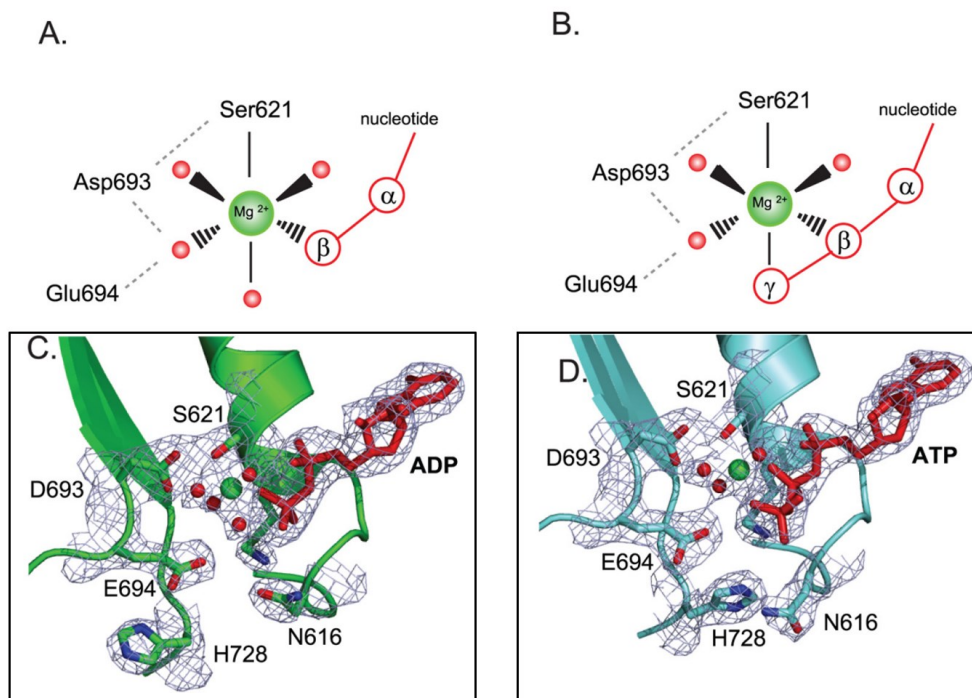 A.
Ser621
nucleotide
Asp693
Mg 2+
α
β
Glu694
B.
Ser621
nucleotide
Asp693
Mg 2+
α
β
Glu694
γ
C.
S621
D693
ADP
E694
N616
H728
D.
S621
D693
ATP
E694
H728
N616